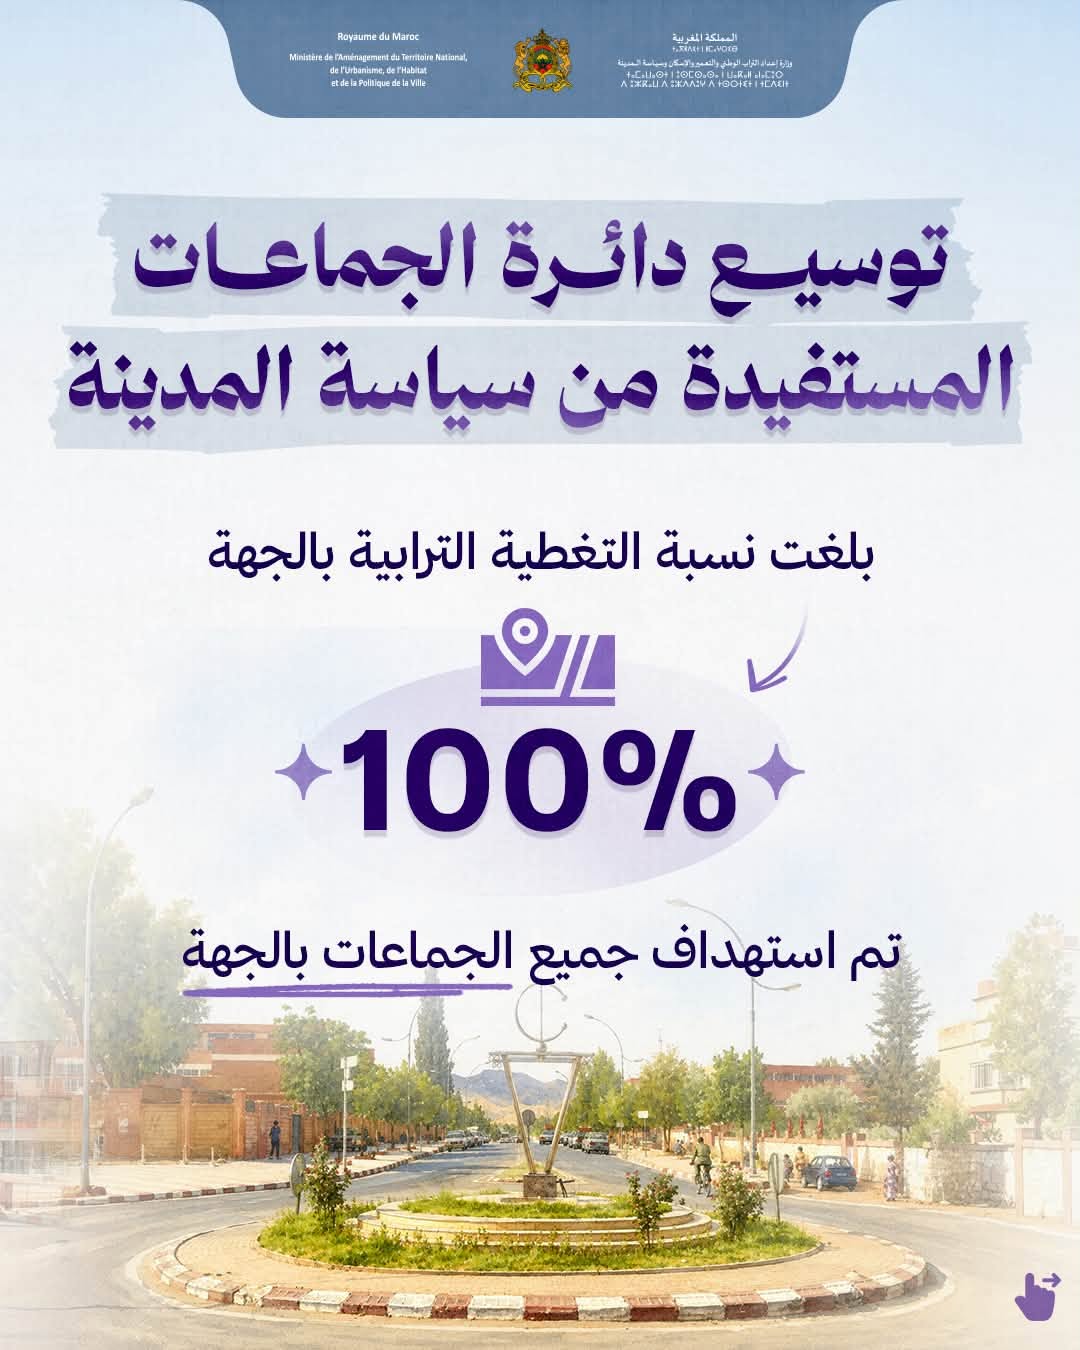 Royaume du Maroc
Ministère de l'Aménagement du Territoire National,
de l'Urbanisme, de l'Habitat
et de la Politique de la Ville
المملكة المغربية
ⵜⴰⴳⵍⴷⵉⵜ ⵏ ⵍⵎⵖⵔⵉⴱ
وزارة إعداد التراب الوطني والتعمير والإسكان وسياسة المدينة
توسيع دائرة الجماعات
المستفيدة من سياسة المدينة
بلغت نسبة التغطية الترابية بالجهة
100%
تم استهداف جميع الجماعات بالجهة